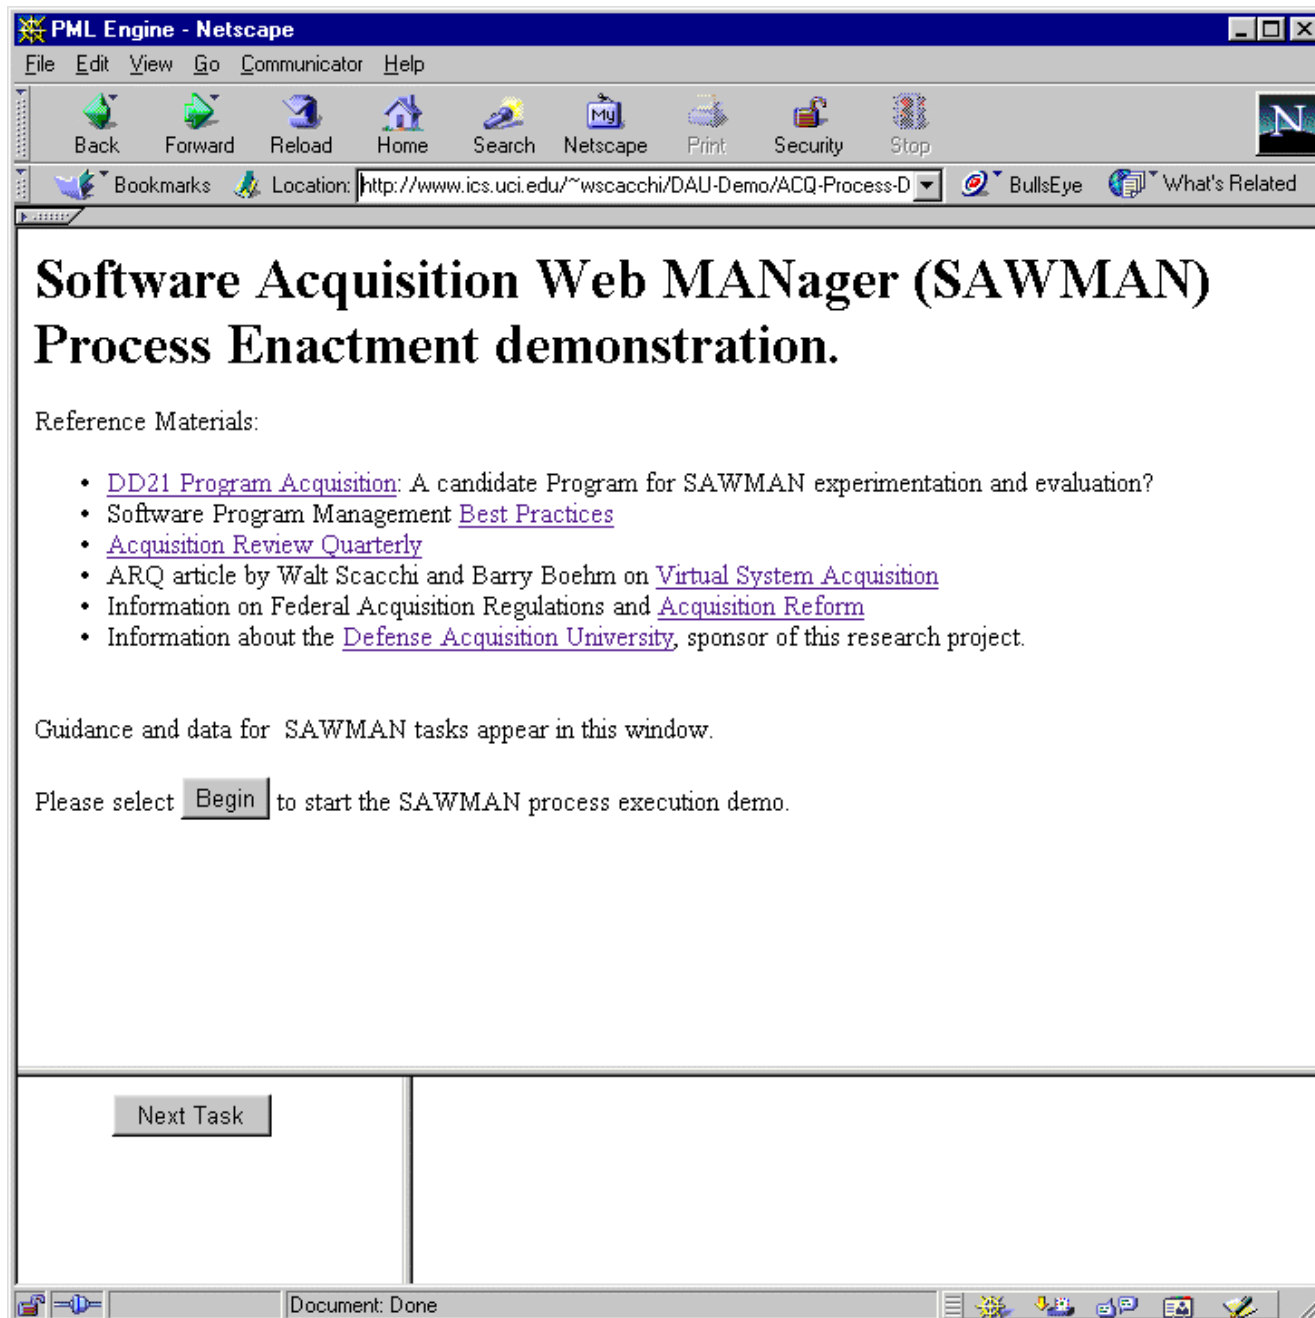 PML Engine - Netscape
File Edit View Go Communicator Help
Back Forward Reload Home Search Netscape Print Security Stop
My
N
Bookmarks Location: http://www.ics.uci.edu/~wscacchi/DAU-Demo/ACQ-Process-D BullsEye What's Related
Software Acquisition Web MANager (SAWMAN)
Process Enactment demonstration.
Reference Materials:
• DD21 Program Acquisition: A candidate Program for SAWMAN experimentation and evaluation?
• Software Program Management Best Practices
• Acquisition Review Quarterly
• ARQ article by Walt Scacchi and Barry Boehm on Virtual System Acquisition
• Information on Federal Acquisition Regulations and Acquisition Reform
• Information about the Defense Acquisition University, sponsor of this research project.
Guidance and data for SAWMAN tasks appear in this window.
Please select Begin to start the SAWMAN process execution demo.
Next Task
Document: Done